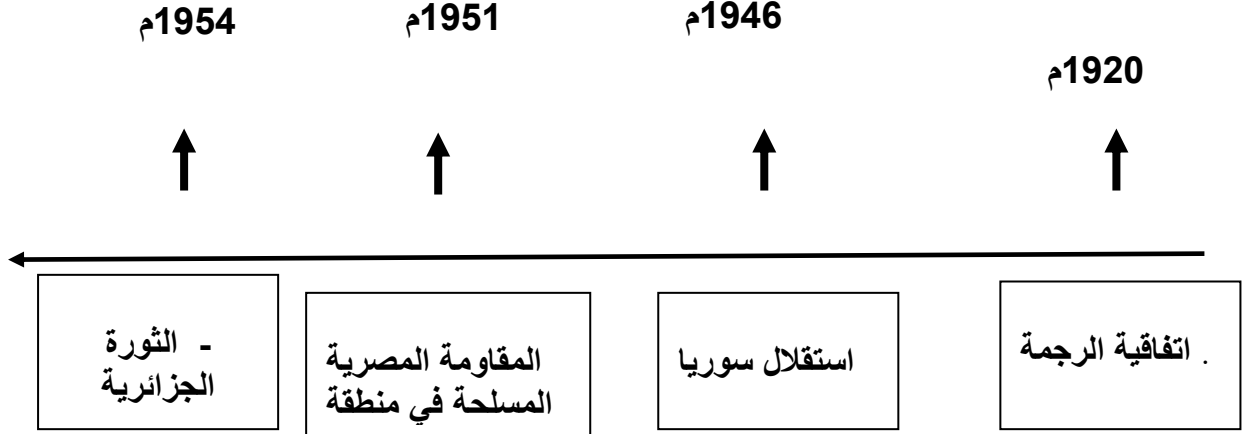 1920م
1946م
1951م
1954م
. اتفاقية الرجمة
استقلال سوريا
المقاومة المصرية
المسلحة في منطقة
- الثورة
الجزائرية